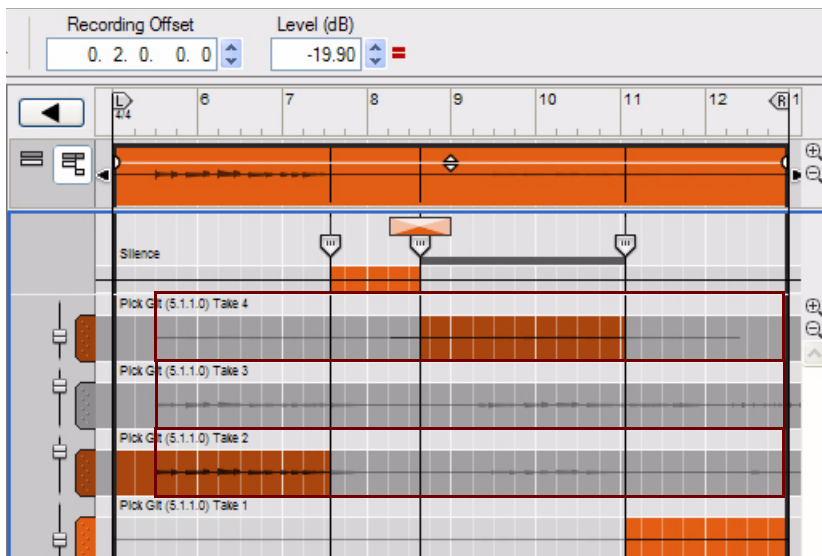 Recording Offset Level (dB)
0. 2. 0. 0. 0 -19.90
L 6 7 8 9 10 11 12 R 1
4/4
Silence
Pick Git (5.1.1.0) Take 4
Pick Git (5.1.1.0) Take 3
Pick Git (5.1.1.0) Take 2
Pick Git (5.1.1.0) Take 1